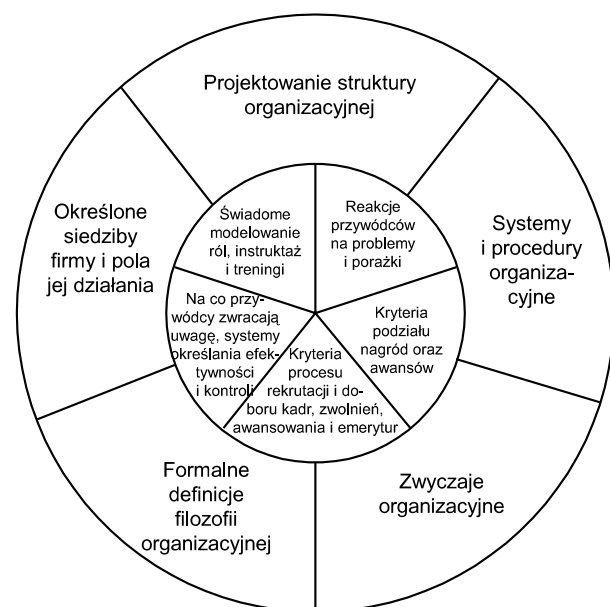 Projektowanie struktury
organizacyjnej
Określone
siedziby
firmy i pola
jej działania
Świadome
modelowanie
ról, instruktaż
i treningi
Reakcje
przywódców
na problemy
i porażki
Systemy
i procedury
organiza-
cyjne
Na co przy-
wódcy zwracają
uwagę, systemy
określania efek-
tywności
i kontroli
Kryteria
procesu
rekrutacji i do-
boru kadr, zwolnień,
awansowania i emerytur
Kryteria
podziału
nagród oraz
awansów
Formalne
definicje
filozofii
organizacyjnej
Zwyczaje
organizacyjne